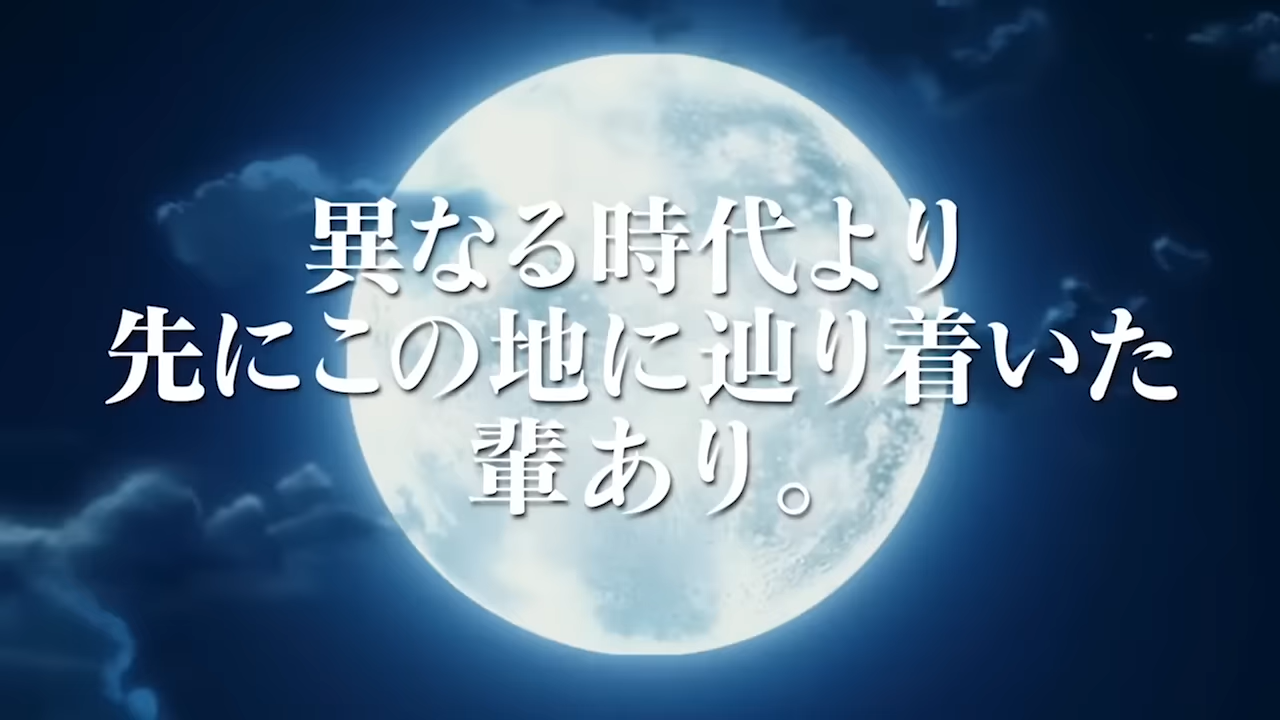 異なる時代より
先にこの地に辿り着いた
輩あり。